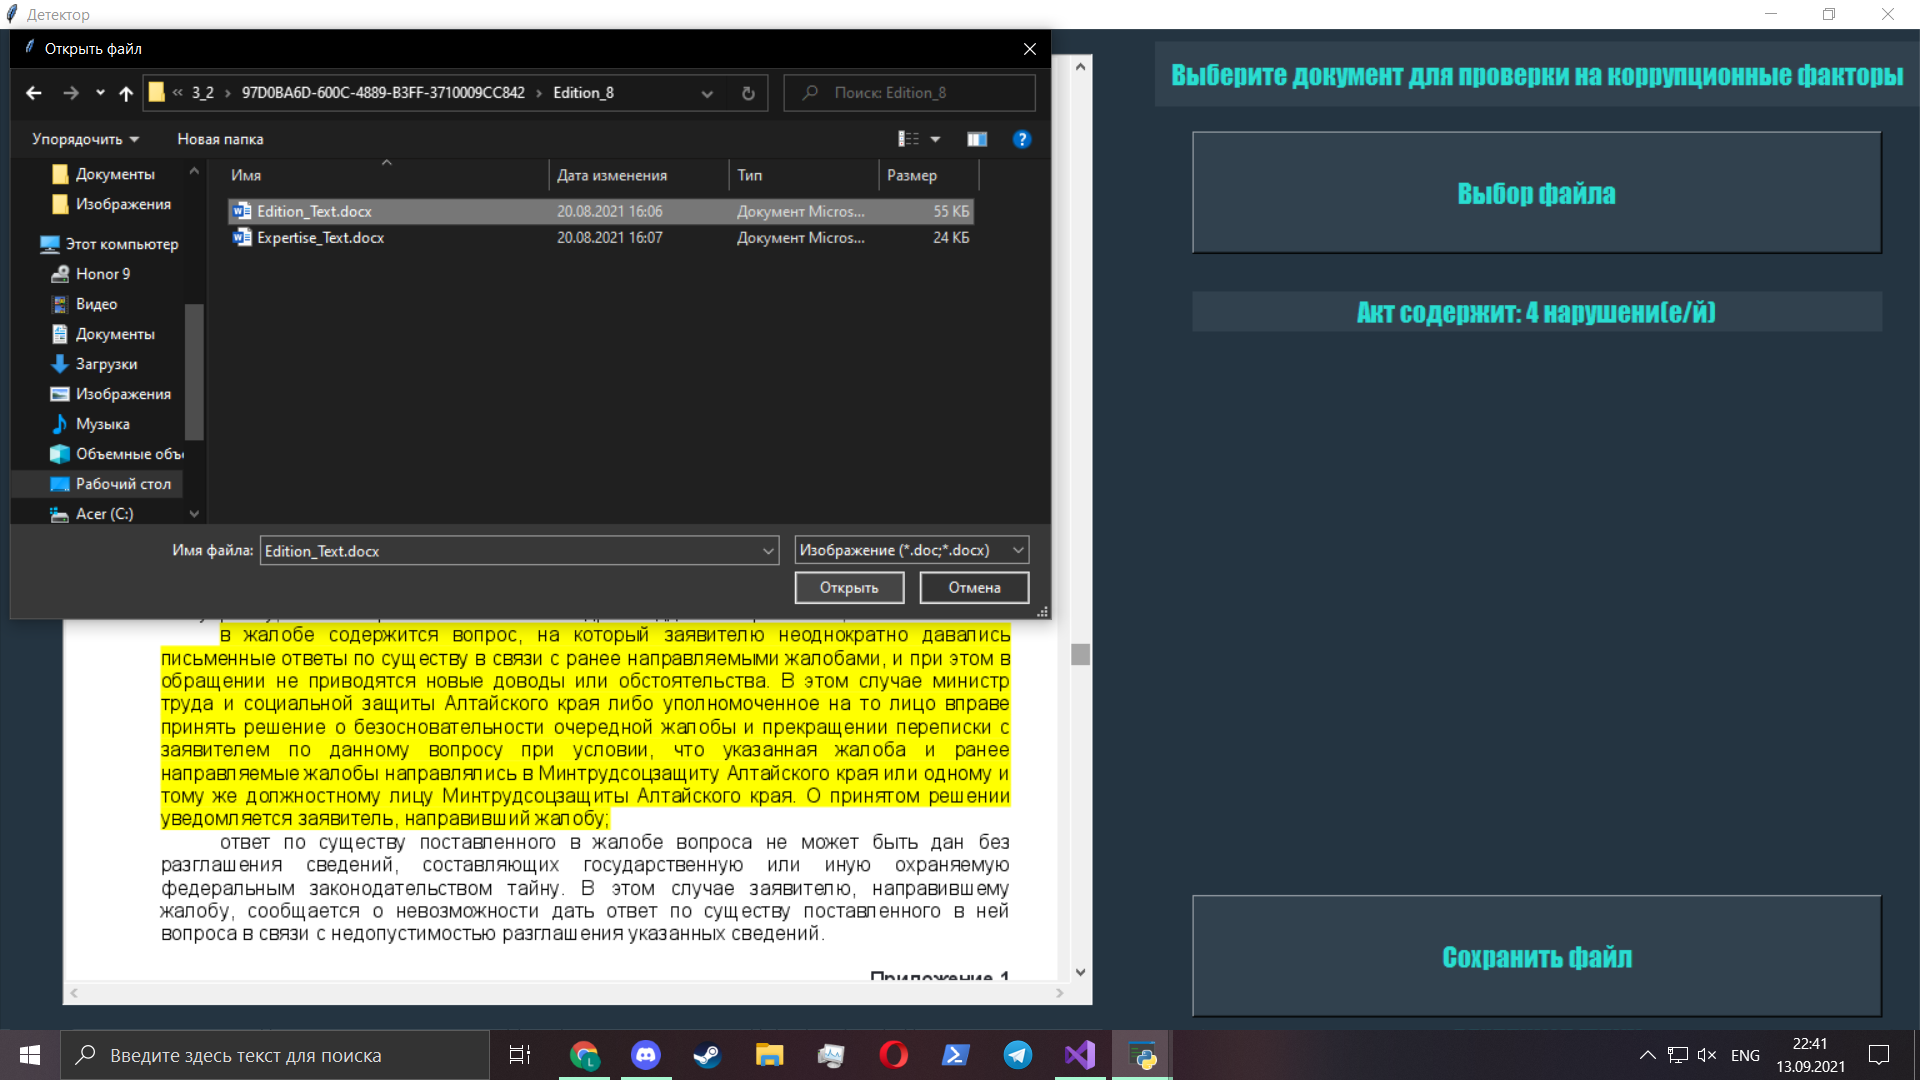 Детектор
Открыть файл
« 3_2 › 97D0BA6D-600C-4889-B3FF-3710009CC842 › Edition_8
Поиск: Edition_8
Упорядочить
Новая папка
Документы
Изображения
Этот компьютер
Honor 9
Видео
Документы
Загрузки
Изображения
Музыка
Объемные объ
Рабочий стол
Acer (C:)
Имя Дата изменения Тип Размер
Edition_Text.docx 20.08.2021 16:06 Документ Micros... 55 КБ
Expertise_Text.docx 20.08.2021 16:07 Документ Micros... 24 КБ
Имя файла: Edition_Text.docx Изображение (*.doc;*.docx)
Открыть Отмена
в жалобе содержится вопрос, на который заявителю неоднократно давались
письменные ответы по существу в связи с ранее направляемыми жалобами, и при этом в
обращении не приводятся новые доводы или обстоятельства. В этом случае министр
труда и социальной защиты Алтайского края либо уполномоченное на то лицо вправе
принять решение о безосновательности очередной жалобы и прекращении переписки с
заявителем по данному вопросу при условии, что указанная жалоба и ранее
направляемые жалобы направлялись в Минтрудсоцзащиту Алтайского края или одному и
тому же должностному лицу Минтрудсоцзащиты Алтайского края. О принятом решении
уведомляется заявитель, направивший жалобу;
ответ по существу поставленного в жалобе вопроса не может быть дан без
разглашения сведений, составляющих государственную или иную охраняемую
федеральным законодательством тайну. В этом случае заявителю, направившему
жалобу, сообщается о невозможности дать ответ по существу поставленного в ней
вопроса в связи с недопустимостью разглашения указанных сведений.
Приложение 1
Выберите документ для проверки на коррупционные факторы
Выбор файла
Акт содержит: 4 нарушени(е/й)
Сохранить файл
Введите здесь текст для поиска
L
ENG
22:41
13.09.2021